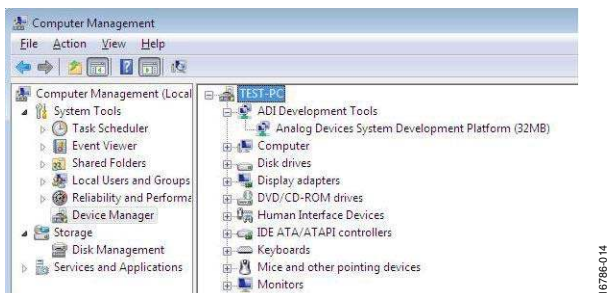 Computer Management
File Action View Help
Computer Management (Local
System Tools
Task Scheduler
Event Viewer
Shared Folders
Local Users and Groups
Reliability and Performa
Device Manager
Storage
Disk Management
Services and Applications
TEST-PC
ADI Development Tools
Analog Devices System Development Platform (32MB)
Computer
Disk drives
Display adapters
DVD/CD-ROM drives
Human Interface Devices
IDE ATA/ATAPI controllers
Keyboards
Mice and other pointing devices
Monitors
16786-014